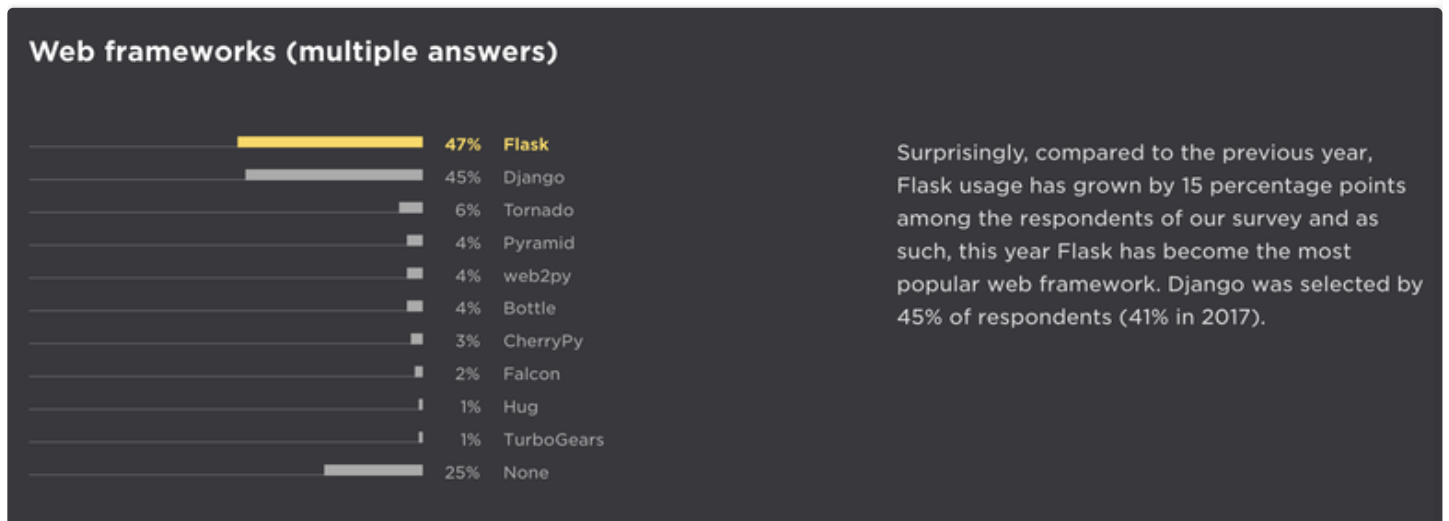 Web frameworks (multiple answers)
47% Flask
45% Django
6% Tornado
4% Pyramid
4% web2py
4% Bottle
3% CherryPy
2% Falcon
1% Hug
1% TurboGears
25% None
Surprisingly, compared to the previous year,
Flask usage has grown by 15 percentage points
among the respondents of our survey and as
such, this year Flask has become the most
popular web framework. Django was selected by
45% of respondents (41% in 2017).